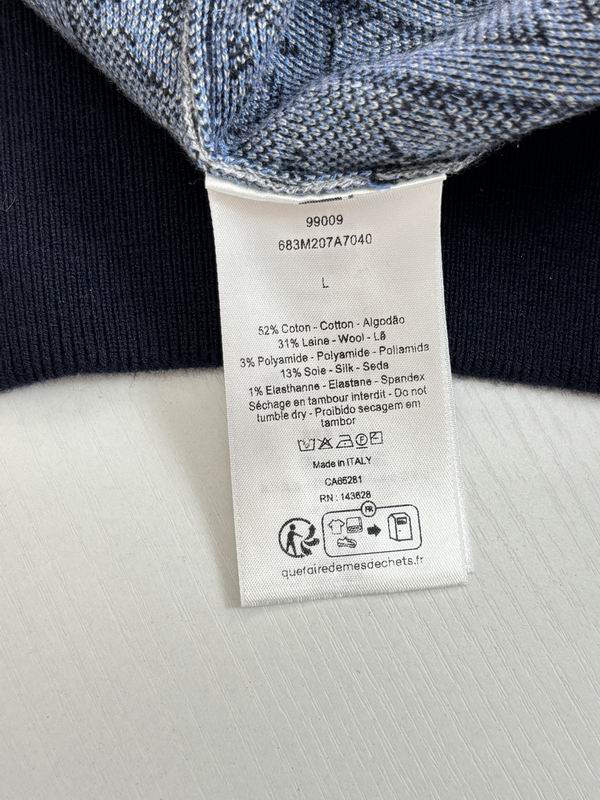 99009
683M207A7040
L
52% Coton - Cotton - Algodão
31% Laine - Wool - Lã
3% Polyamide - Polyamide - Poliamida
13% Soie - Silk - Seda
1% Elasthanne - Elastane - Spandex
Séchage en tambour interdit - Do not
tumble dry - Proibido secagem em
tambor
Made in ITALY
CA65281
RN : 143628
FR
quefairedemesdechets.fr